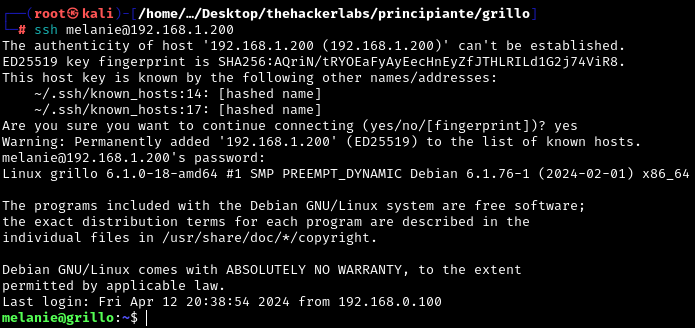 ┌──(root㉿kali)-[/home/…/Desktop/thehackerlabs/principiante/grillo]
└─# ssh melanie@192.168.1.200
The authenticity of host '192.168.1.200 (192.168.1.200)' can't be established.
ED25519 key fingerprint is SHA256:AQriN/tRYOEaFyAyEecHnEyZfJTHLRILd1G2j74ViR8.
This host key is known by the following other names/addresses:
    ~/.ssh/known_hosts:14: [hashed name]
    ~/.ssh/known_hosts:17: [hashed name]
Are you sure you want to continue connecting (yes/no/[fingerprint])? yes
Warning: Permanently added '192.168.1.200' (ED25519) to the list of known hosts.
melanie@192.168.1.200's password:
Linux grillo 6.1.0-18-amd64 #1 SMP PREEMPT_DYNAMIC Debian 6.1.76-1 (2024-02-01) x86_64
The programs included with the Debian GNU/Linux system are free software;
the exact distribution terms for each program are described in the
individual files in /usr/share/doc/*/copyright.
Debian GNU/Linux comes with ABSOLUTELY NO WARRANTY, to the extent
permitted by applicable law.
Last login: Fri Apr 12 20:38:54 2024 from 192.168.0.100
melanie@grillo:~$